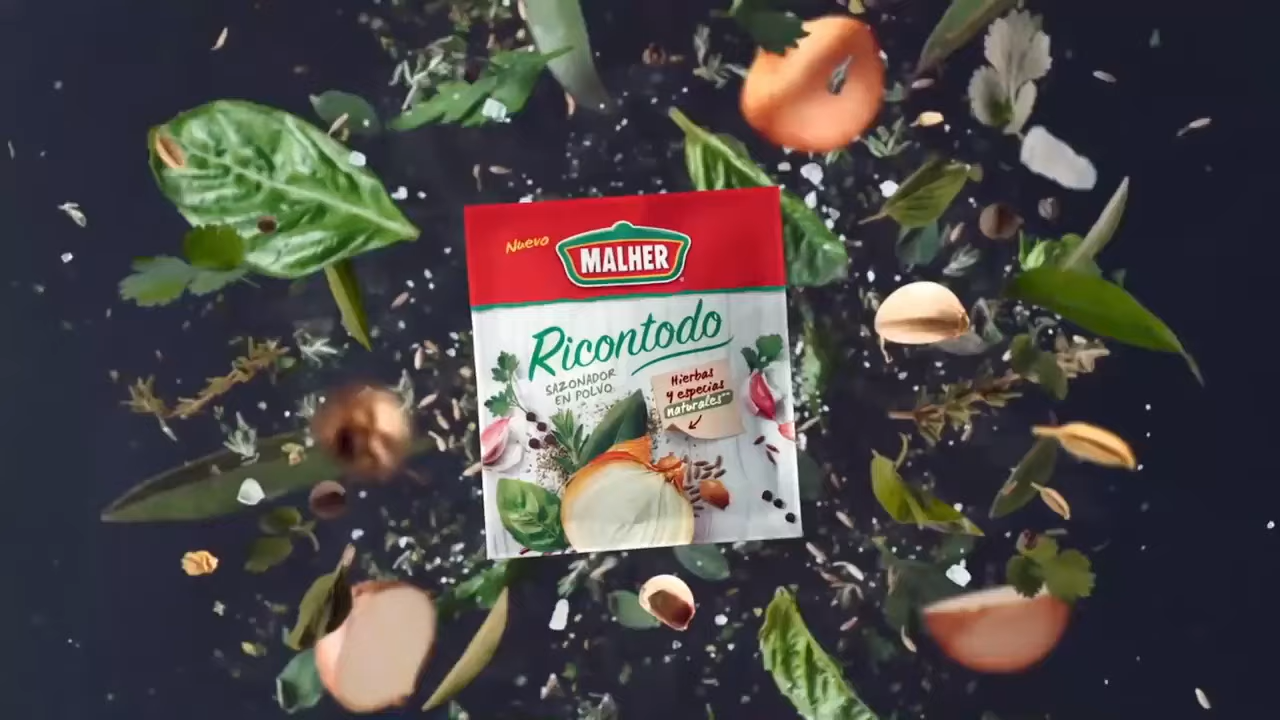 Nuevo
MALHER
Ricontodo
SAZONADOR
EN POLVO
Hierbas
y especias
naturales**